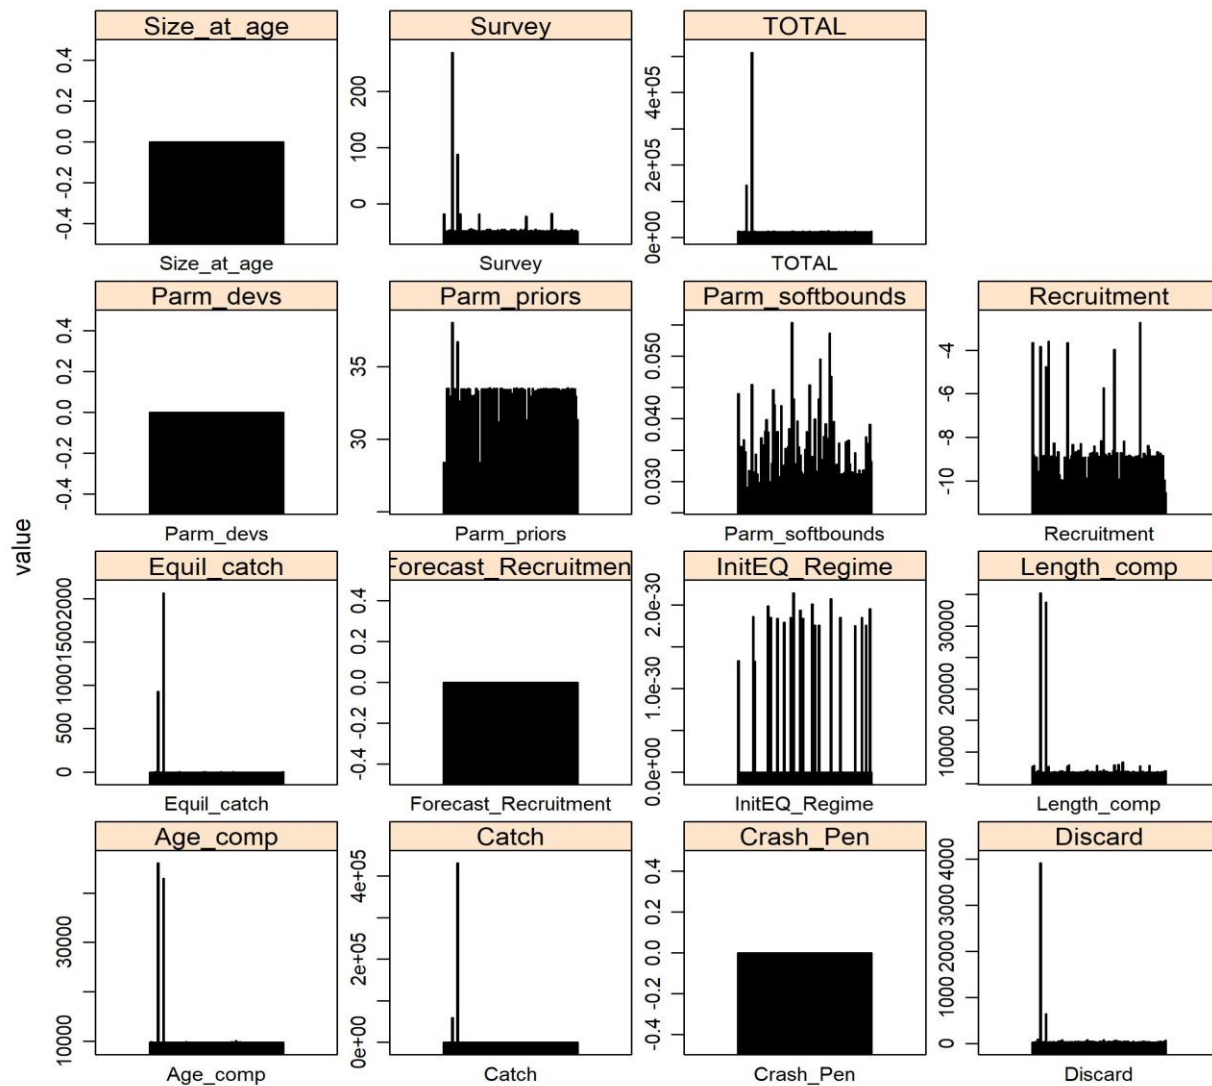 Size_at_age
Survey
TOTAL
0.4
0.2
0.0
-0.2
-0.4
200
100
0
4e+05
2e+05
0e+00
Size_at_age
Survey
TOTAL
Parm_devs
Parm_priors
Parm_softbounds
Recruitment
0.4
0.2
0.0
-0.2
-0.4
35
30
0.050
0.040
0.030
-4
-6
-8
-10
Parm_devs
Parm_priors
Parm_softbounds
Recruitment
value
Equil_catch
Forecast_Recruitmen
InitEQ_Regime
Length_comp
2000
1500
1000
500
0
0.4
0.2
0.0
-0.2
-0.4
2.0e-30
1.0e-30
0.0e+00
30000
20000
10000
Equil_catch
Forecast_Recruitment
InitEQ_Regime
Length_comp
Age_comp
Catch
Crash_Pen
Discard
30000
10000
4e+05
2e+05
0e+00
0.4
0.2
0.0
-0.2
-0.4
4000
3000
2000
1000
0
Age_comp
Catch
Crash_Pen
Discard